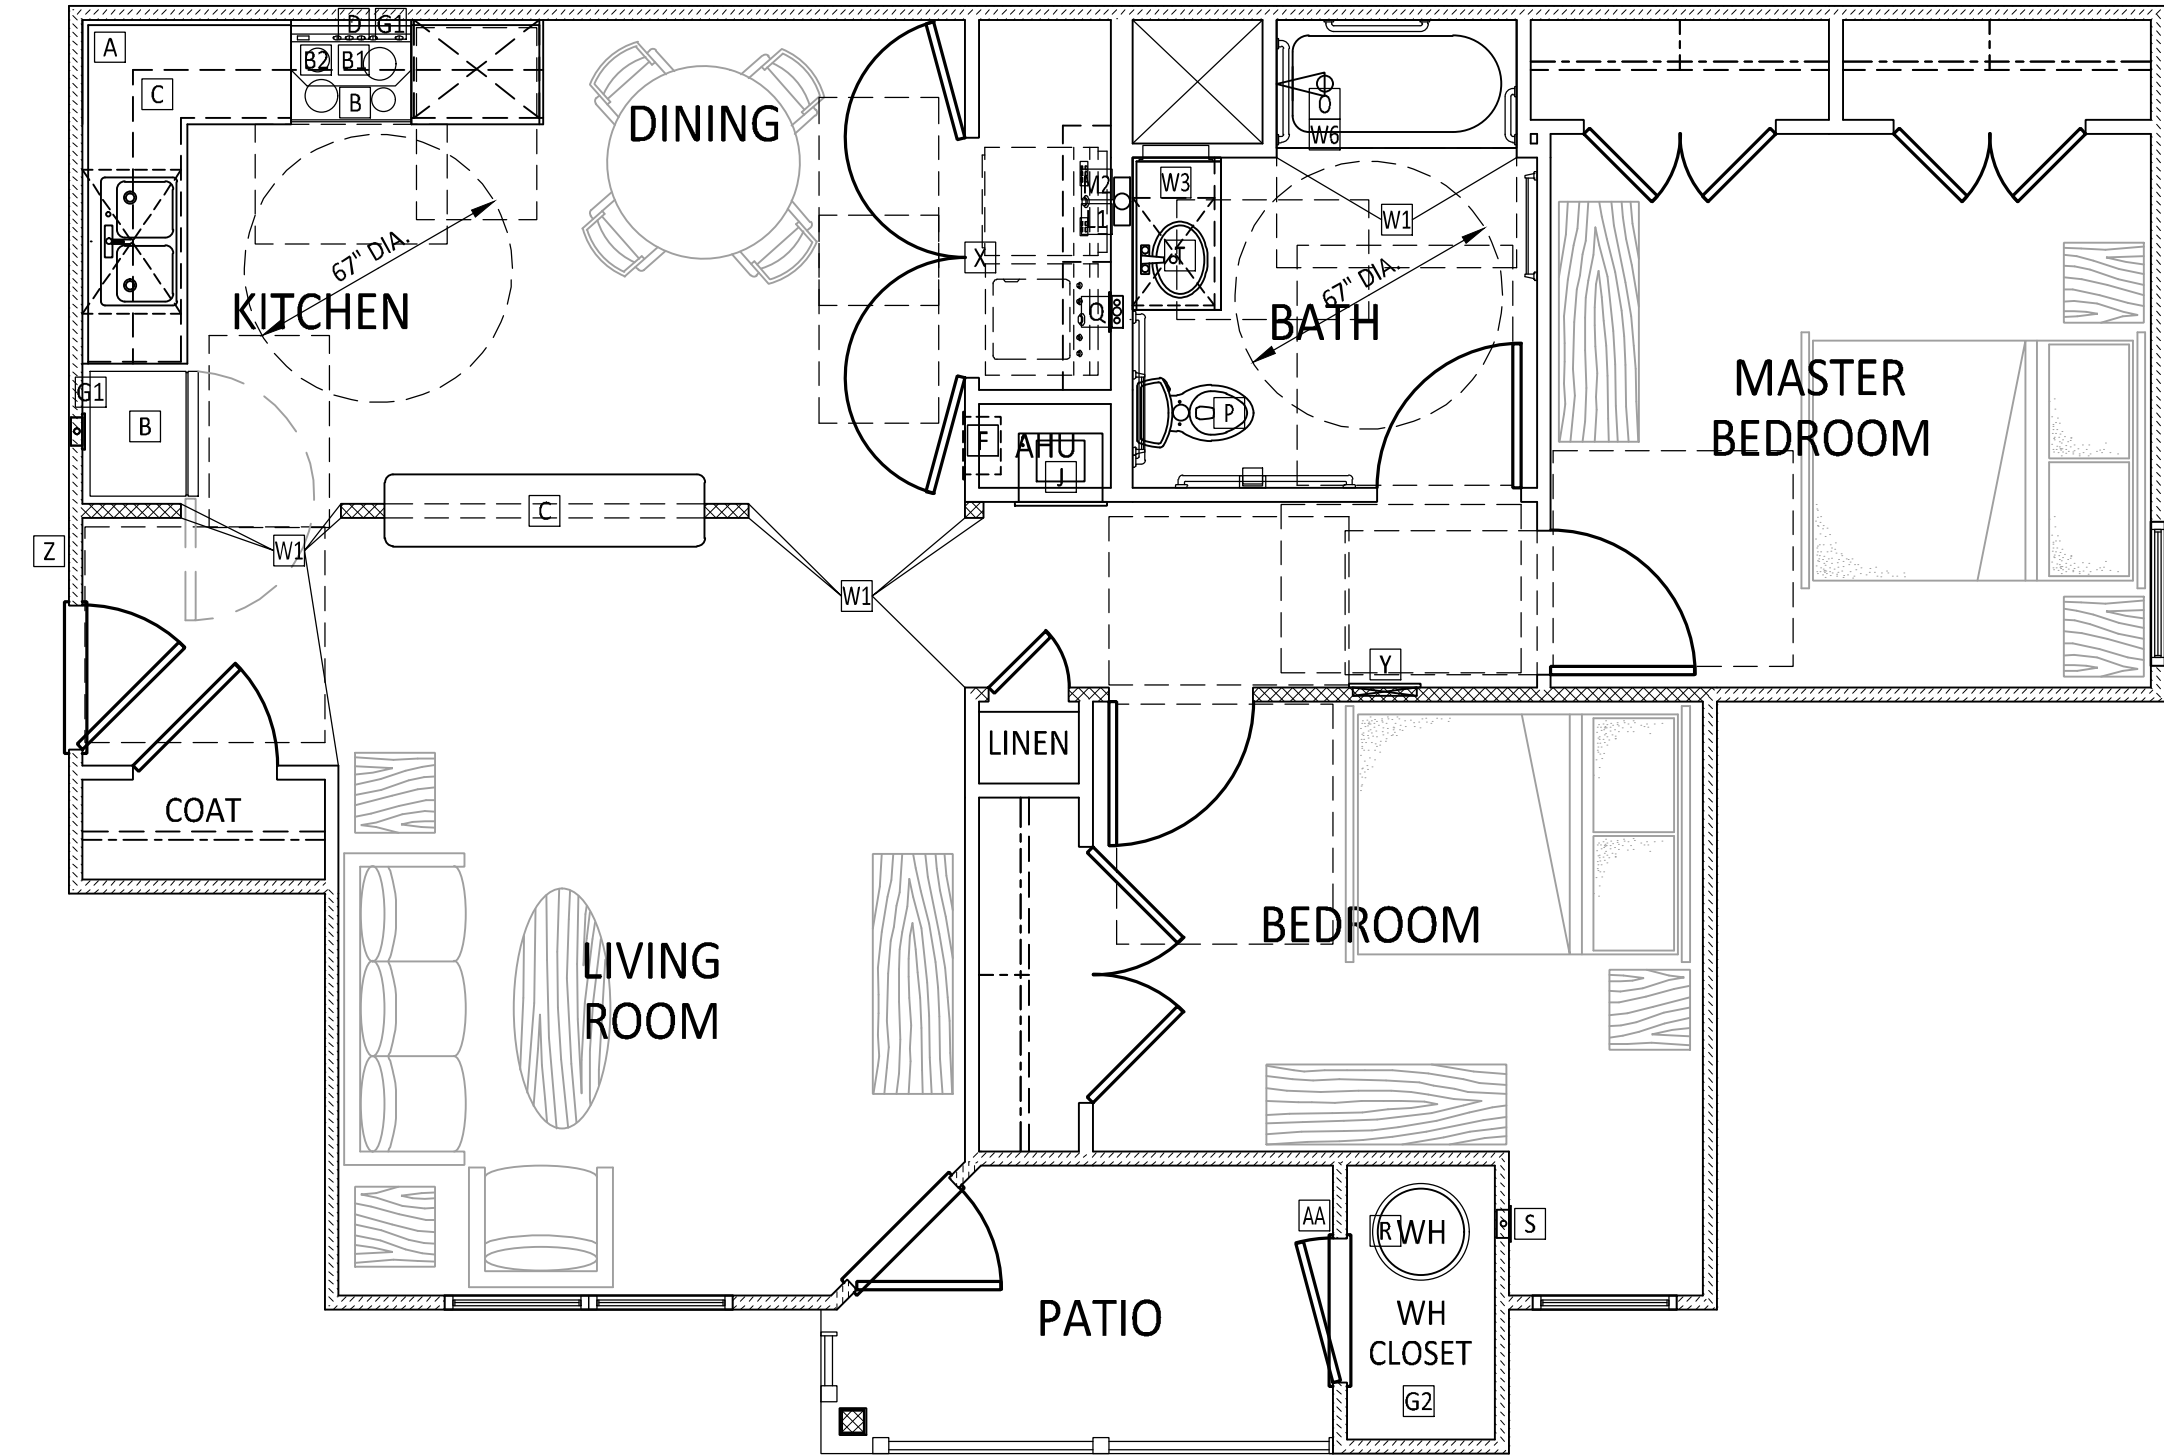 A
D
G1
B2
B1
C
B
DINING
O
W6
W3
W2
L1
W1
67" DIA.
X
T
67" DIA.
KITCHEN
Q
BATH
MASTER
BEDROOM
G1
B
P
F
AHU
J
C
Z
W1
W1
Y
LINEN
COAT
BEDROOM
LIVING
ROOM
AA
R
WH
S
PATIO
WH
CLOSET
G2